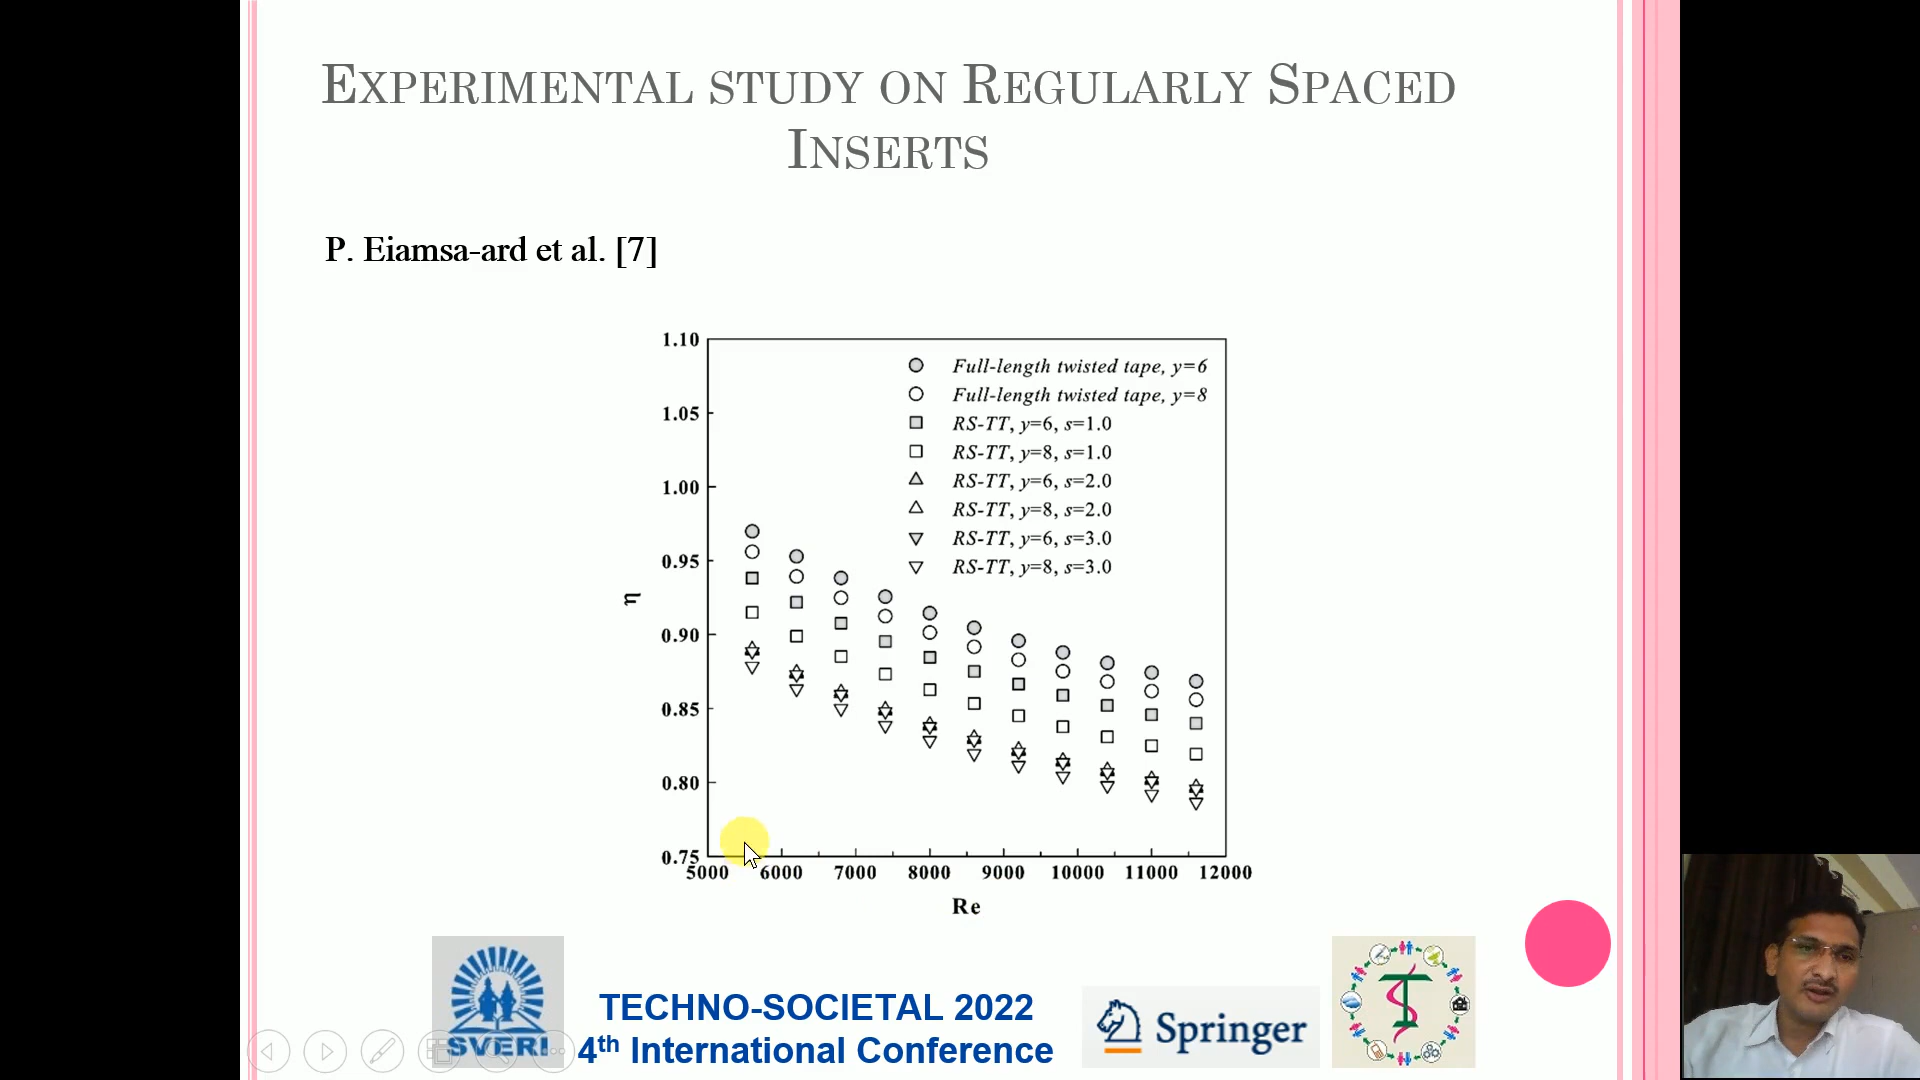 EXPERIMENTAL STUDY ON REGULARLY SPACED
INSERTS
P. Eiamsa-ard et al. [7]
1.10
1.05
1.00
0.95
0.90
0.85
0.80
0.75
η
Full-length twisted tape, y=6
Full-length twisted tape, y=8
RS-TT, y=6, s=1.0
RS-TT, y=8, s=1.0
RS-TT, y=6, s=2.0
RS-TT, y=8, s=2.0
RS-TT, y=6, s=3.0
RS-TT, y=8, s=3.0
5000 6000 7000 8000 9000 10000 11000 12000
Re
SVERI
TECHNO-SOCIETAL 2022
4th International Conference
Springer